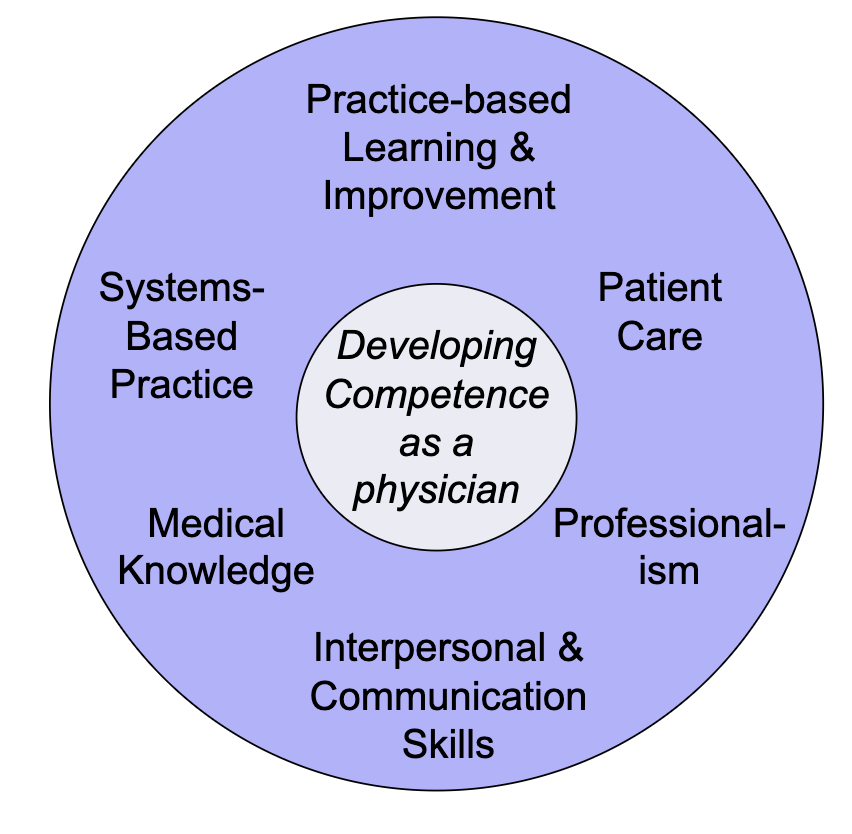 Practice-based
Learning &
Improvement
Patient
Care
Professional-
ism
Interpersonal &
Communication
Skills
Medical
Knowledge
Systems-
Based
Practice
Developing
Competence
as a
physician